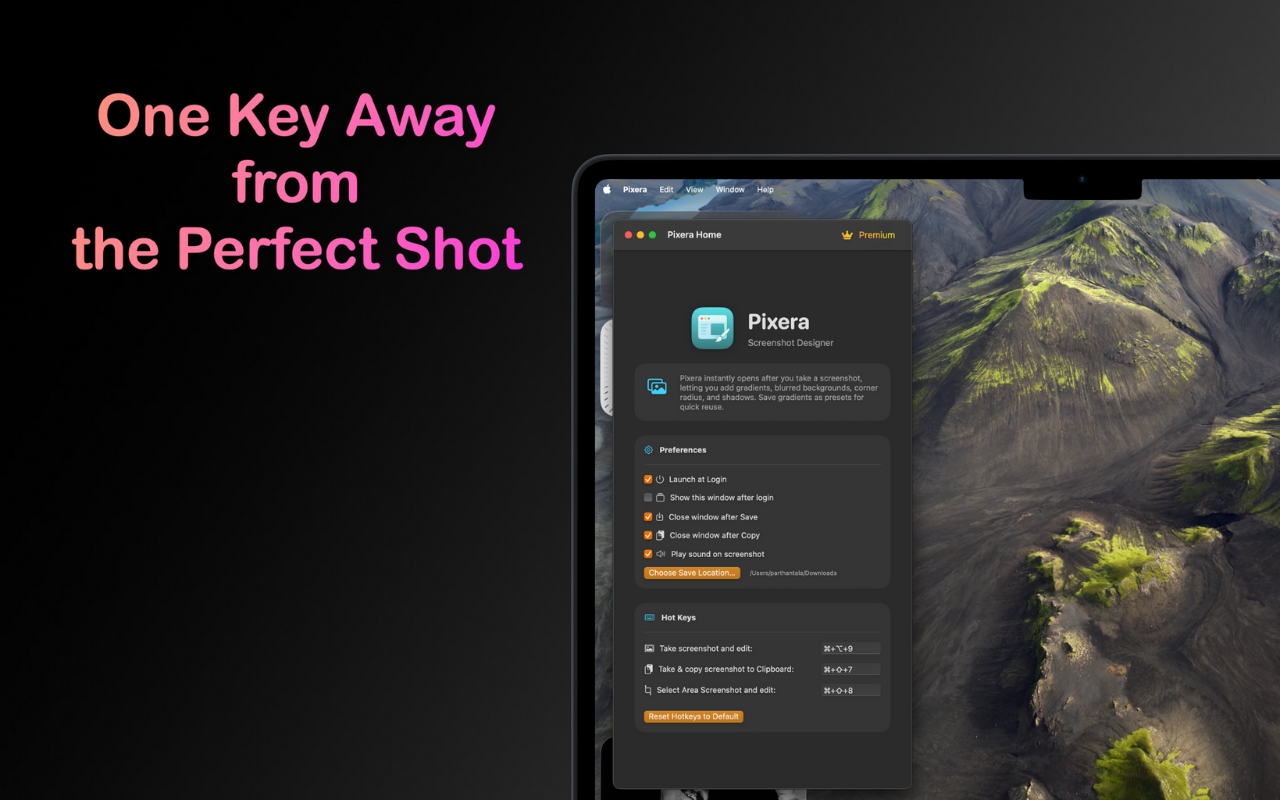 One Key Away
from
the Perfect Shot
Pixera Edit View Window Help
Pixera Home
Premium
Pixera
Screenshot Designer
Pixera instantly opens after you take a screenshot,
letting you add gradients, blurred backgrounds, corner
radius, and shadows. Save gradients as presets for
quick reuse.
Preferences
Launch at Login
Show this window after login
Close window after Save
Close window after Copy
Play sound on screenshot
Choose Save Location... /Users/parthantala/Downloads
Hot Keys
Take screenshot and edit: ⌘+⌥+9
Take & copy screenshot to Clipboard: ⌘+⇧+7
Select Area Screenshot and edit: ⌘+⇧+8
Reset Hotkeys to Default